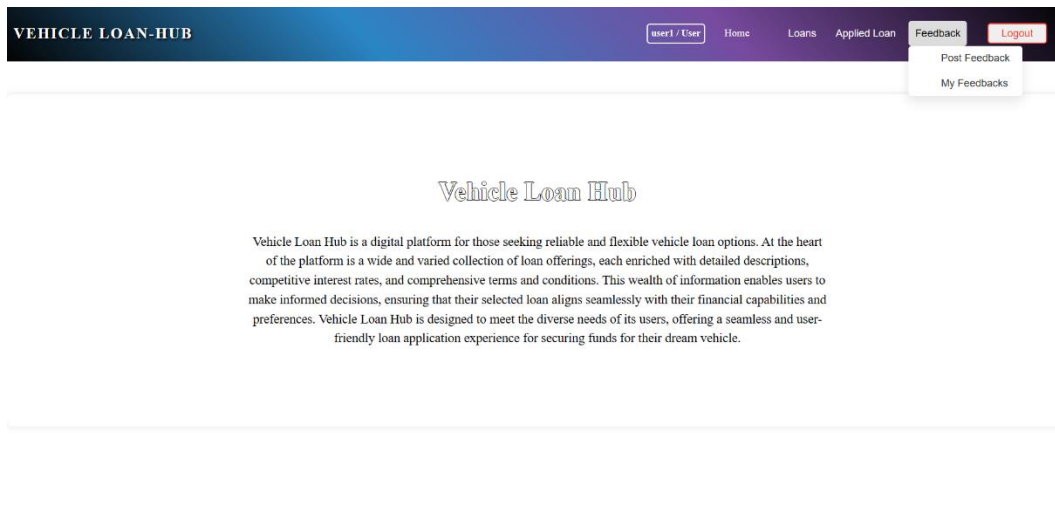 VEHICLE LOAN-HUB
user1 / User Home Loans Applied Loan Feedback Logout
Post Feedback
My Feedbacks
Vehicle Loan Hub
Vehicle Loan Hub is a digital platform for those seeking reliable and flexible vehicle loan options. At the heart
of the platform is a wide and varied collection of loan offerings, each enriched with detailed descriptions,
competitive interest rates, and comprehensive terms and conditions. This wealth of information enables users to
make informed decisions, ensuring that their selected loan aligns seamlessly with their financial capabilities and
preferences. Vehicle Loan Hub is designed to meet the diverse needs of its users, offering a seamless and user-
friendly loan application experience for securing funds for their dream vehicle.